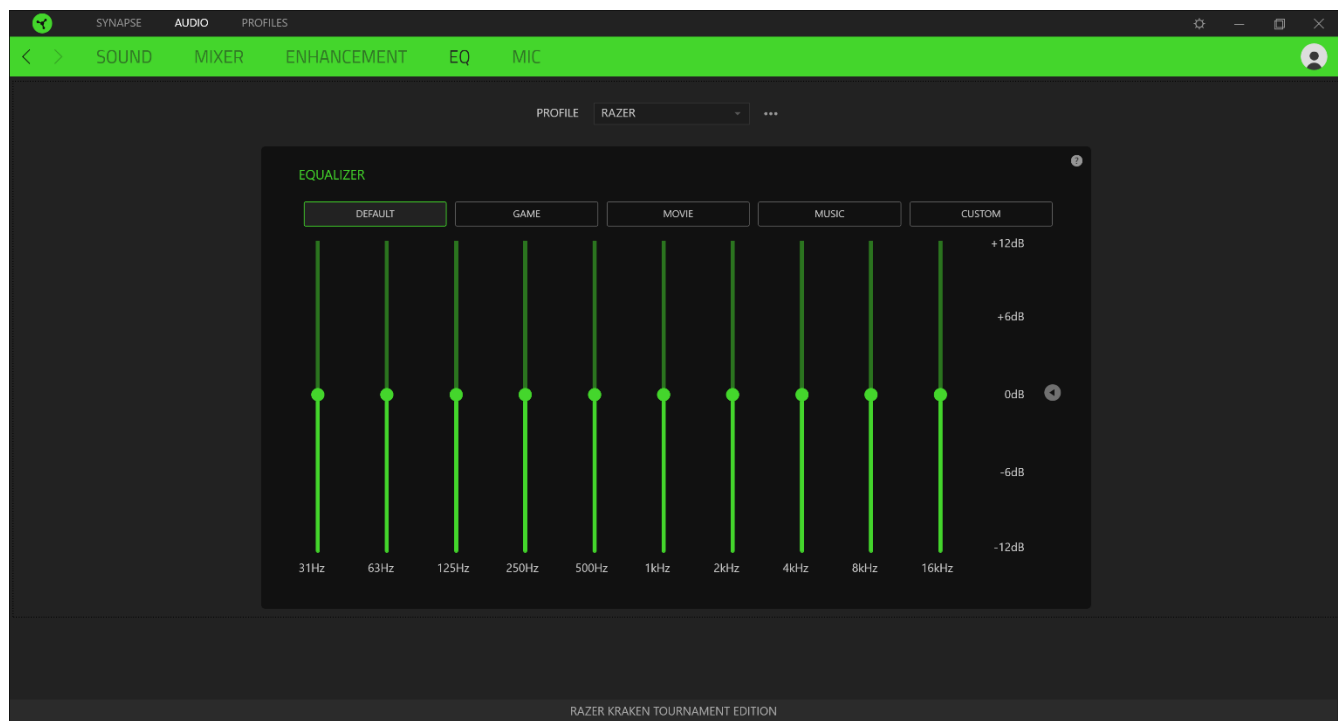 SYNAPSE AUDIO PROFILES
SOUND MIXER ENHANCEMENT EQ MIC
PROFILE RAZER
EQUALIZER
?
DEFAULT GAME MOVIE MUSIC CUSTOM
+12dB
+6dB
0dB
-6dB
-12dB
31Hz 63Hz 125Hz 250Hz 500Hz 1kHz 2kHz 4kHz 8kHz 16kHz
RAZER KRAKEN TOURNAMENT EDITION